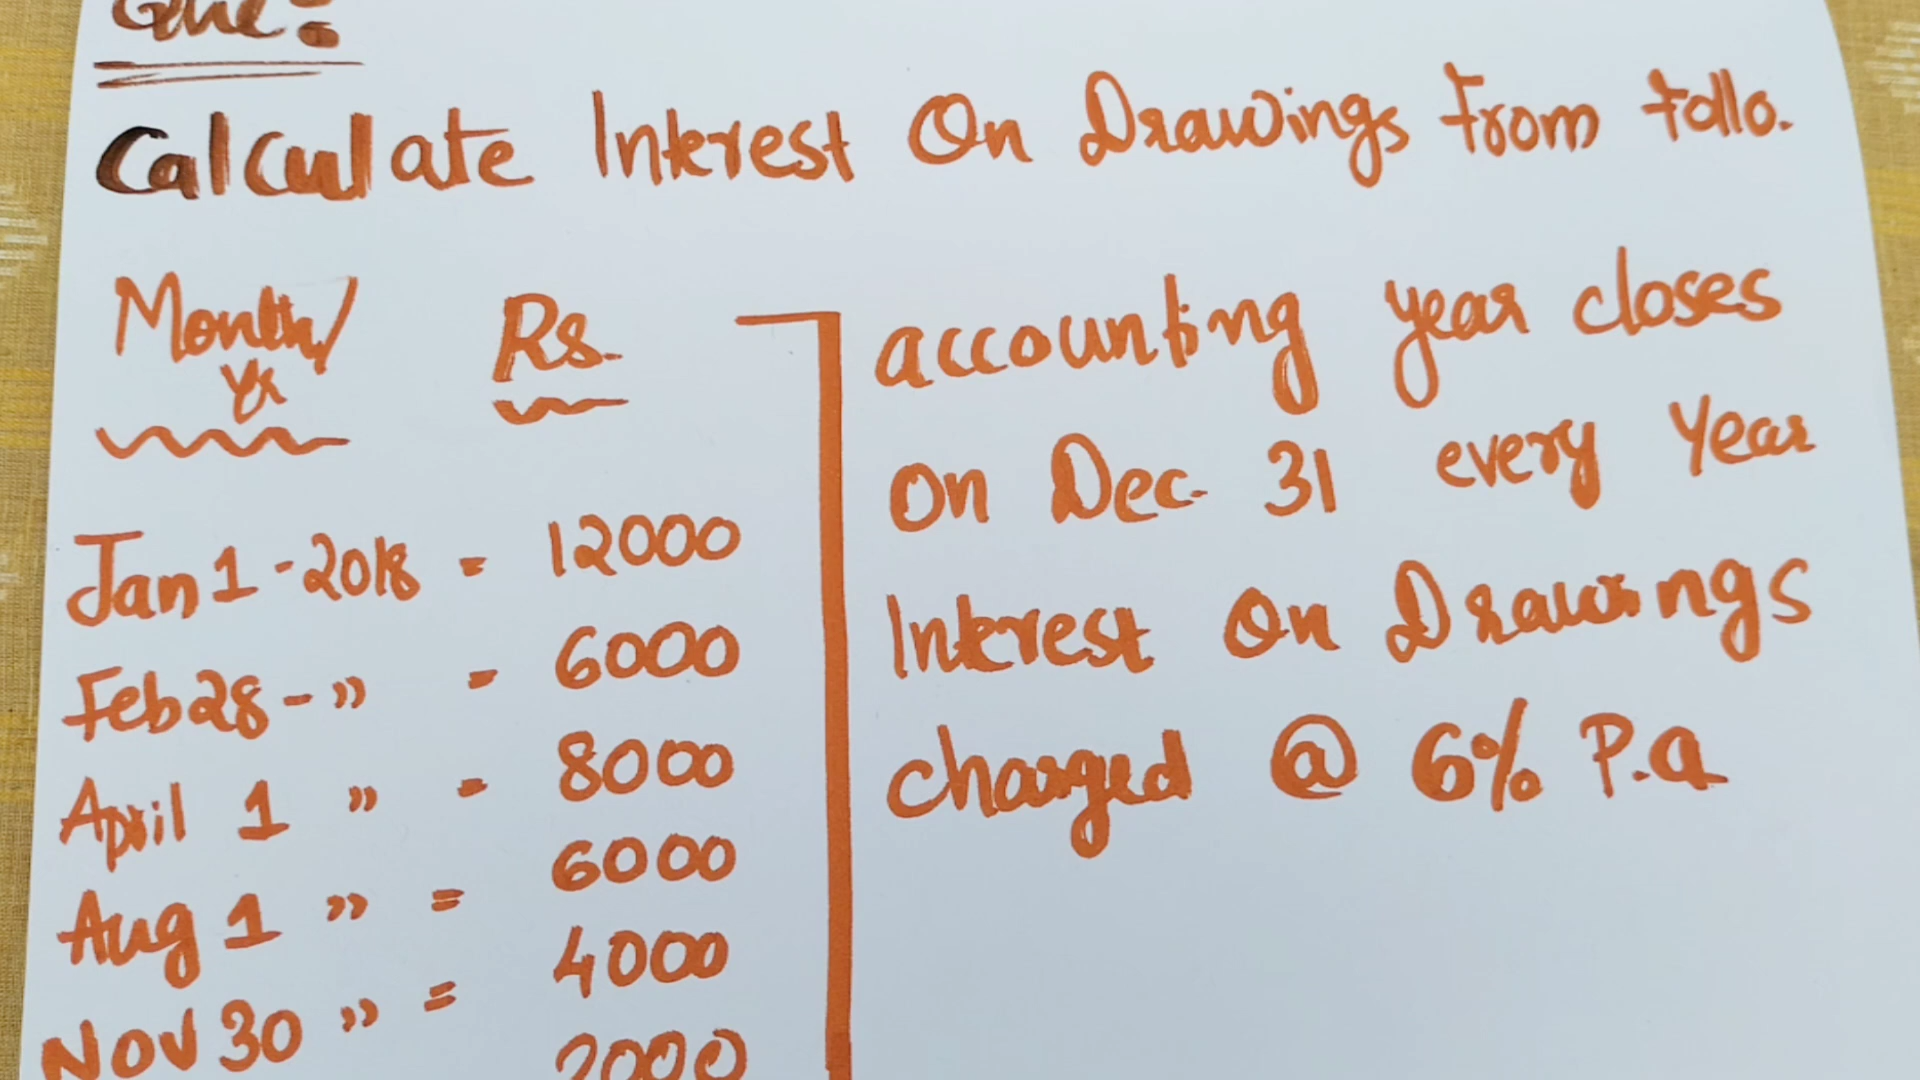 Calculate Interest On Drawings From follo.
Month/
Yr
Rs.
Jan 1 - 2018 = 12000
Feb 28 - " = 6000
April 1 " = 8000
Aug 1 " = 6000
Nov 30 " = 4000
2000
accounting year closes
on Dec. 31 every Year
Interest On Drawings
charged @ 6% P.a